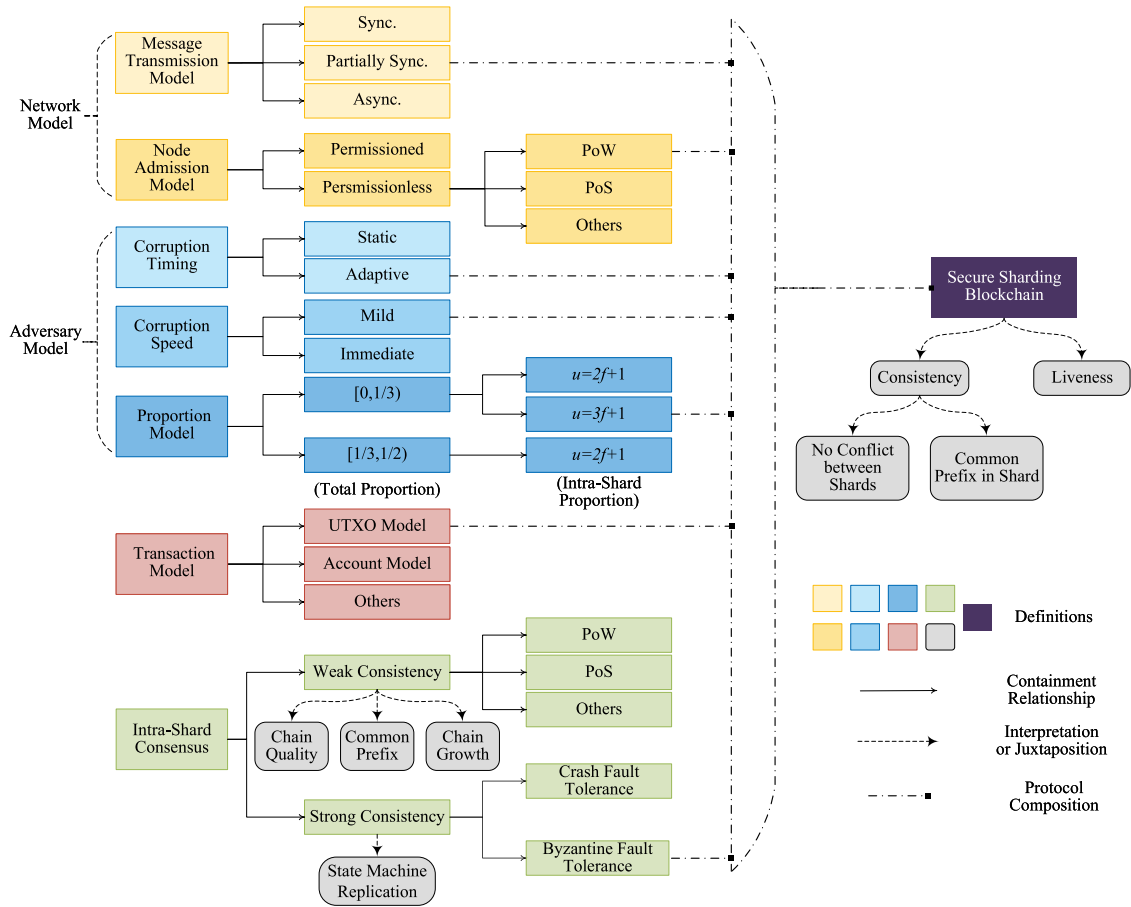 Network
Model
Message
Transmission
Model
Sync.
Partially Sync.
Async.
Node
Admission
Model
Permissioned
Persmissionless
PoW
PoS
Others
Adversary
Model
Corruption
Timing
Static
Adaptive
Corruption
Speed
Mild
Immediate
Proportion
Model
[0,1/3)
[1/3,1/2)
(Total Proportion)
u=2f+1
u=3f+1
u=2f+1
(Intra-Shard
Proportion)
Transaction
Model
UTXO Model
Account Model
Others
Intra-Shard
Consensus
Weak Consistency
PoW
PoS
Others
Chain
Quality
Common
Prefix
Chain
Growth
Strong Consistency
Crash Fault
Tolerance
Byzantine Fault
Tolerance
State Machine
Replication
Secure Sharding
Blockchain
Consistency
Liveness
No Conflict
between
Shards
Common
Prefix in Shard
Definitions
Containment
Relationship
Interpretation
or Juxtaposition
Protocol
Composition